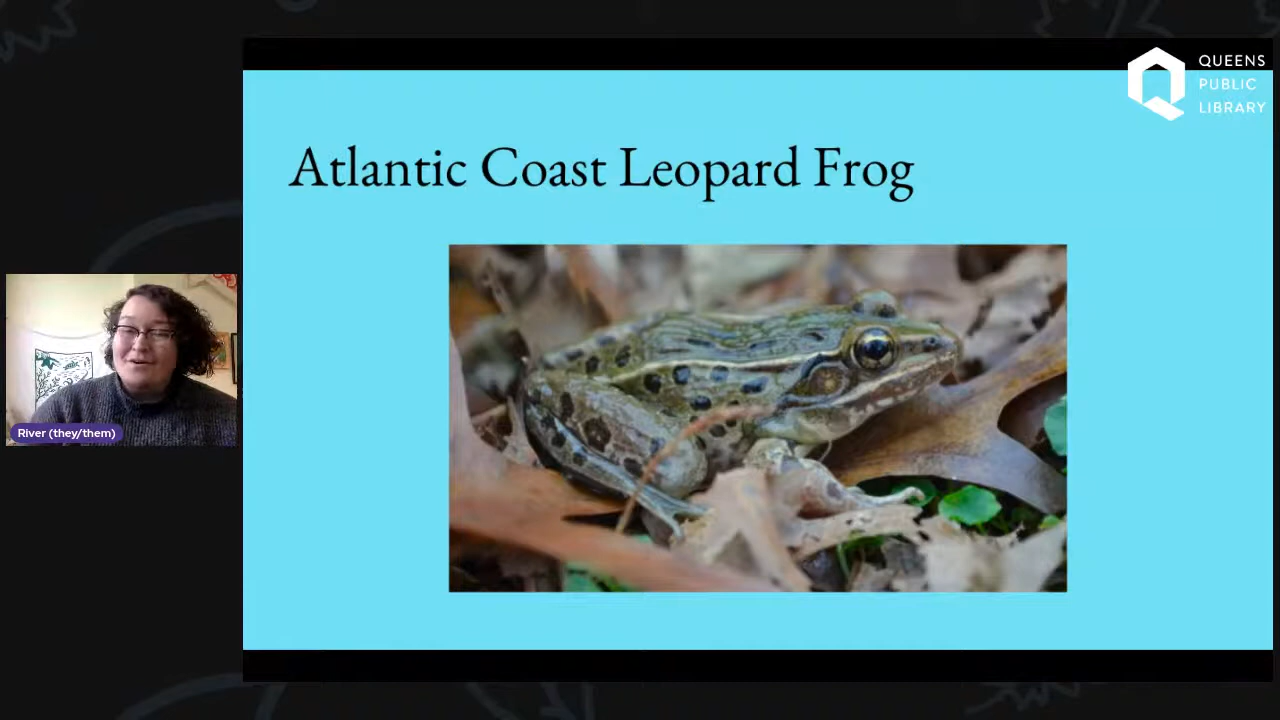 QUEENS
PUBLIC
LIBRARY
Atlantic Coast Leopard Frog
River (they/them)